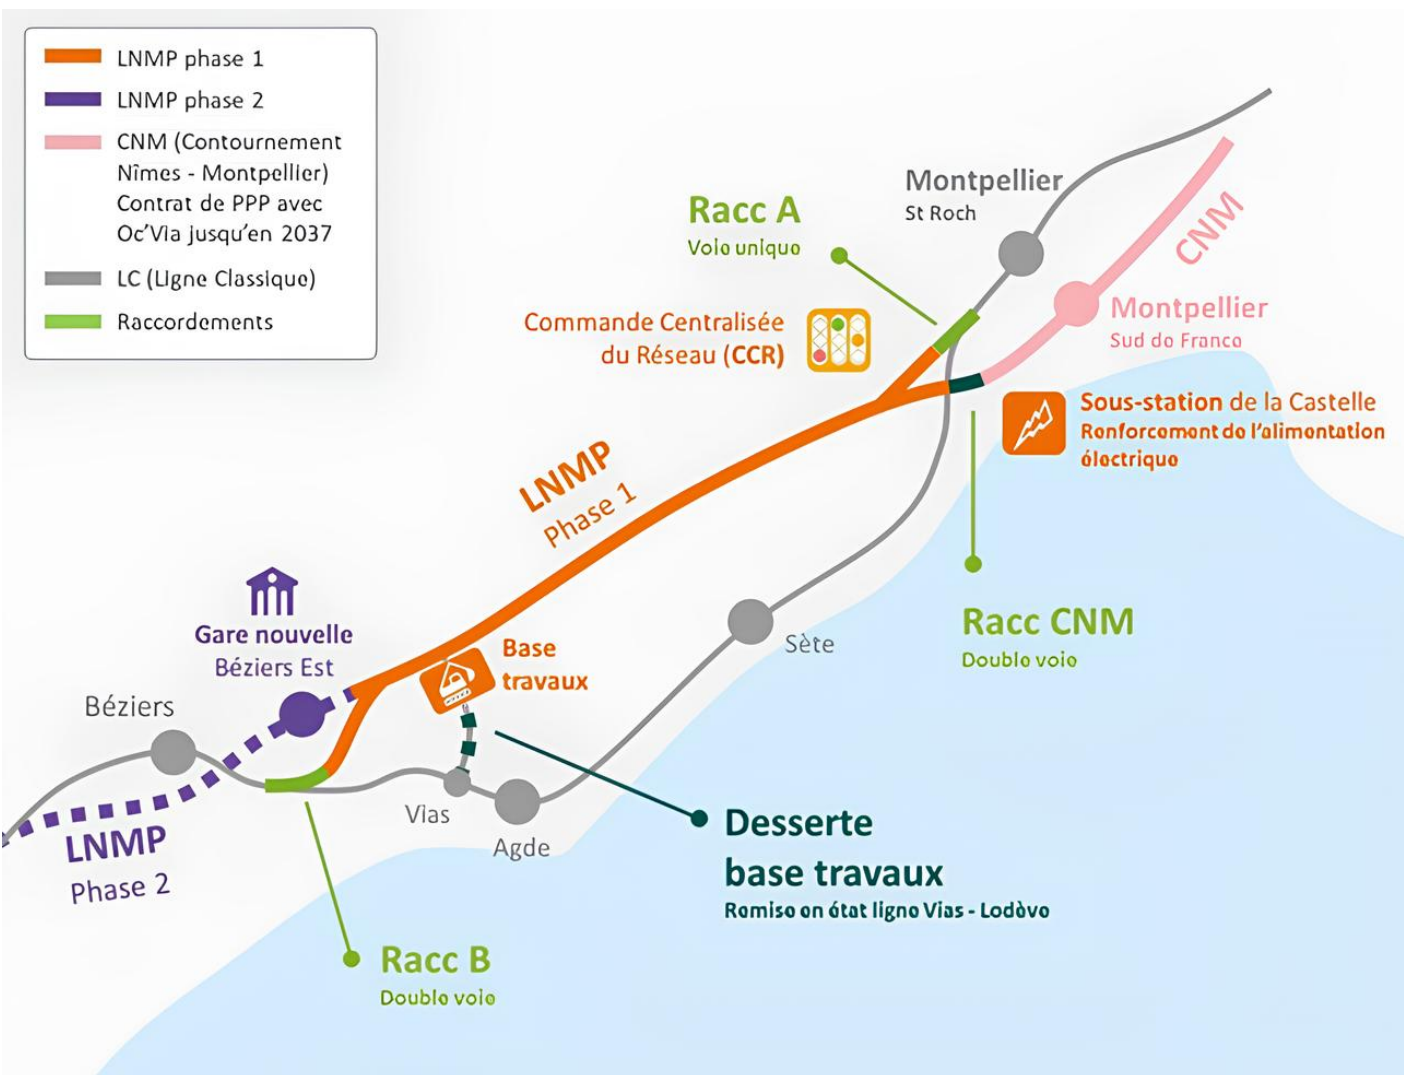 LNMP phase 1
LNMP phase 2
CNM (Contournement
Nîmes - Montpellier)
Contrat de PPP avec
Oc'Via jusqu'en 2037
LC (Ligne Classique)
Raccordements
Montpellier
St Roch
Racc A
Voie unique
CNM
Commande Centralisée
du Réseau (CCR)
Montpellier
Sud de France
Sous-station de la Castelle
Renforcement de l'alimentation
électrique
LNMP
Phase 1
Racc CNM
Double voie
Gare nouvelle
Béziers Est
Base
travaux
Sète
Béziers
Vias
Agde
LNMP
Phase 2
Desserte
base travaux
Remise en état ligne Vias - Lodève
Racc B
Double voie